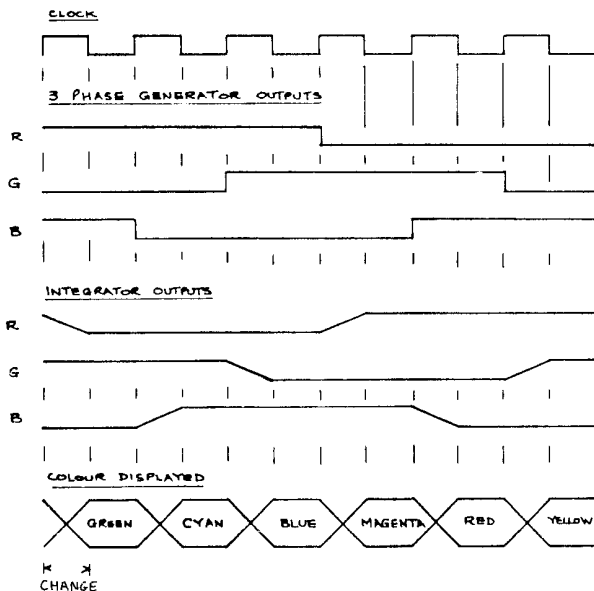 CLOCK
3 PHASE GENERATOR OUTPUTS
R
G
B
INTEGRATOR OUTPUTS
R
G
B
COLOUR DISPLAYED
GREEN CYAN BLUE MAGENTA RED YELLOW
CHANGE